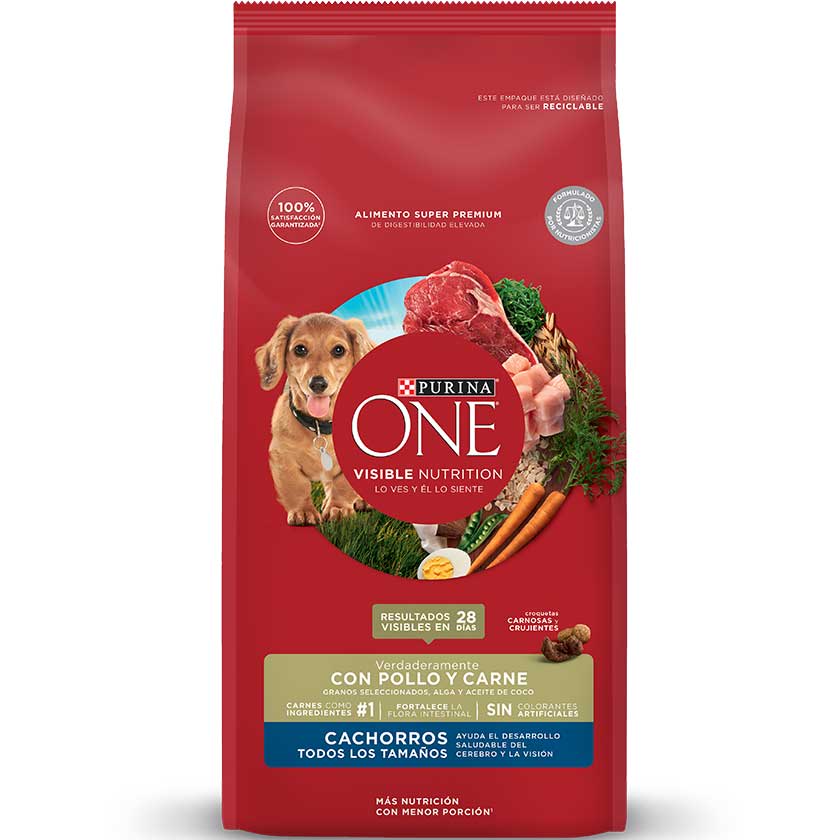 ESTE EMPAQUE ESTÁ DISEÑADO
PARA SER RECICLABLE
100%
SATISFACCIÓN
GARANTIZADA¹
ALIMENTO SUPER PREMIUM
DE DIGESTIBILIDAD ELEVADA
FORMULADO
POR NUTRICIONISTAS
PURINA
ONE®
VISIBLE NUTRITION
LO VES Y ÉL LO SIENTE
RESULTADOS
VISIBLES EN
28
DÍAS
croquetas
CARNOSAS y
CRUJIENTES
Verdaderamente
CON POLLO Y CARNE
GRANOS SELECCIONADOS, ALGA Y ACEITE DE COCO
CARNES COMO
INGREDIENTES
#1
FORTALECE LA
FLORA INTESTINAL
SIN
COLORANTES
ARTIFICIALES
CACHORROS
TODOS LOS TAMAÑOS
AYUDA EL DESARROLLO
SALUDABLE DEL
CEREBRO Y LA VISIÓN
MÁS NUTRICIÓN
CON MENOR PORCIÓN¹